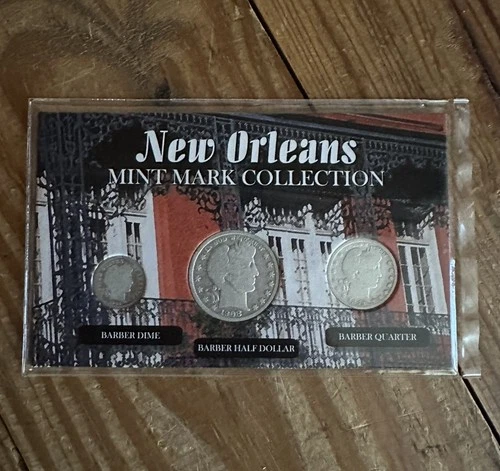 New Orleans
MINT MARK COLLECTION
BARBER DIME
BARBER HALF DOLLAR
BARBER QUARTER